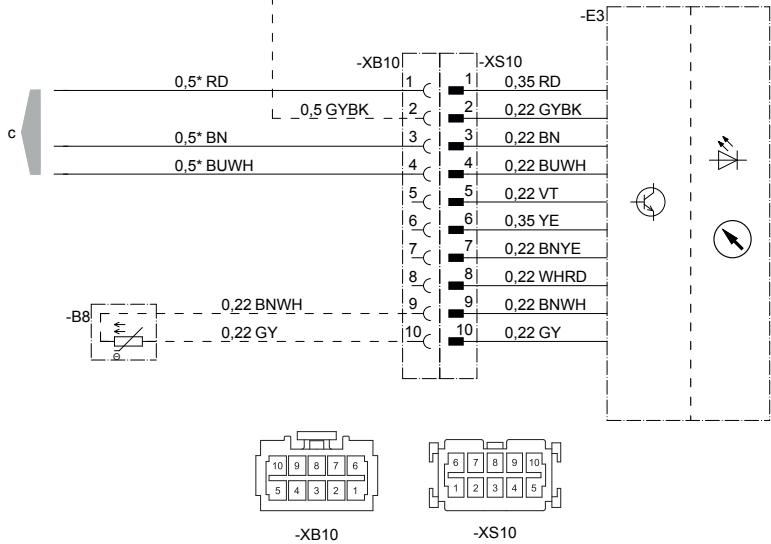 -E3
-XB10 -XS10
0,5* RD 1 1 0,35 RD
0,5 GYBK 2 2 0,22 GYBK
c
0,5* BN 3 3 0,22 BN
0,5* BUWH 4 4 0,22 BUWH
5 5 0,22 VT
6 6 0,35 YE
7 7 0,22 BNYE
8 8 0,22 WHRD
-B8 0,22 BNWH 9 9 0,22 BNWH
0,22 GY 10 10 0,22 GY
Θ
10 9 8 7 6
5 4 3 2 1
-XB10
6 7 8 9 10
1 2 3 4 5
-XS10